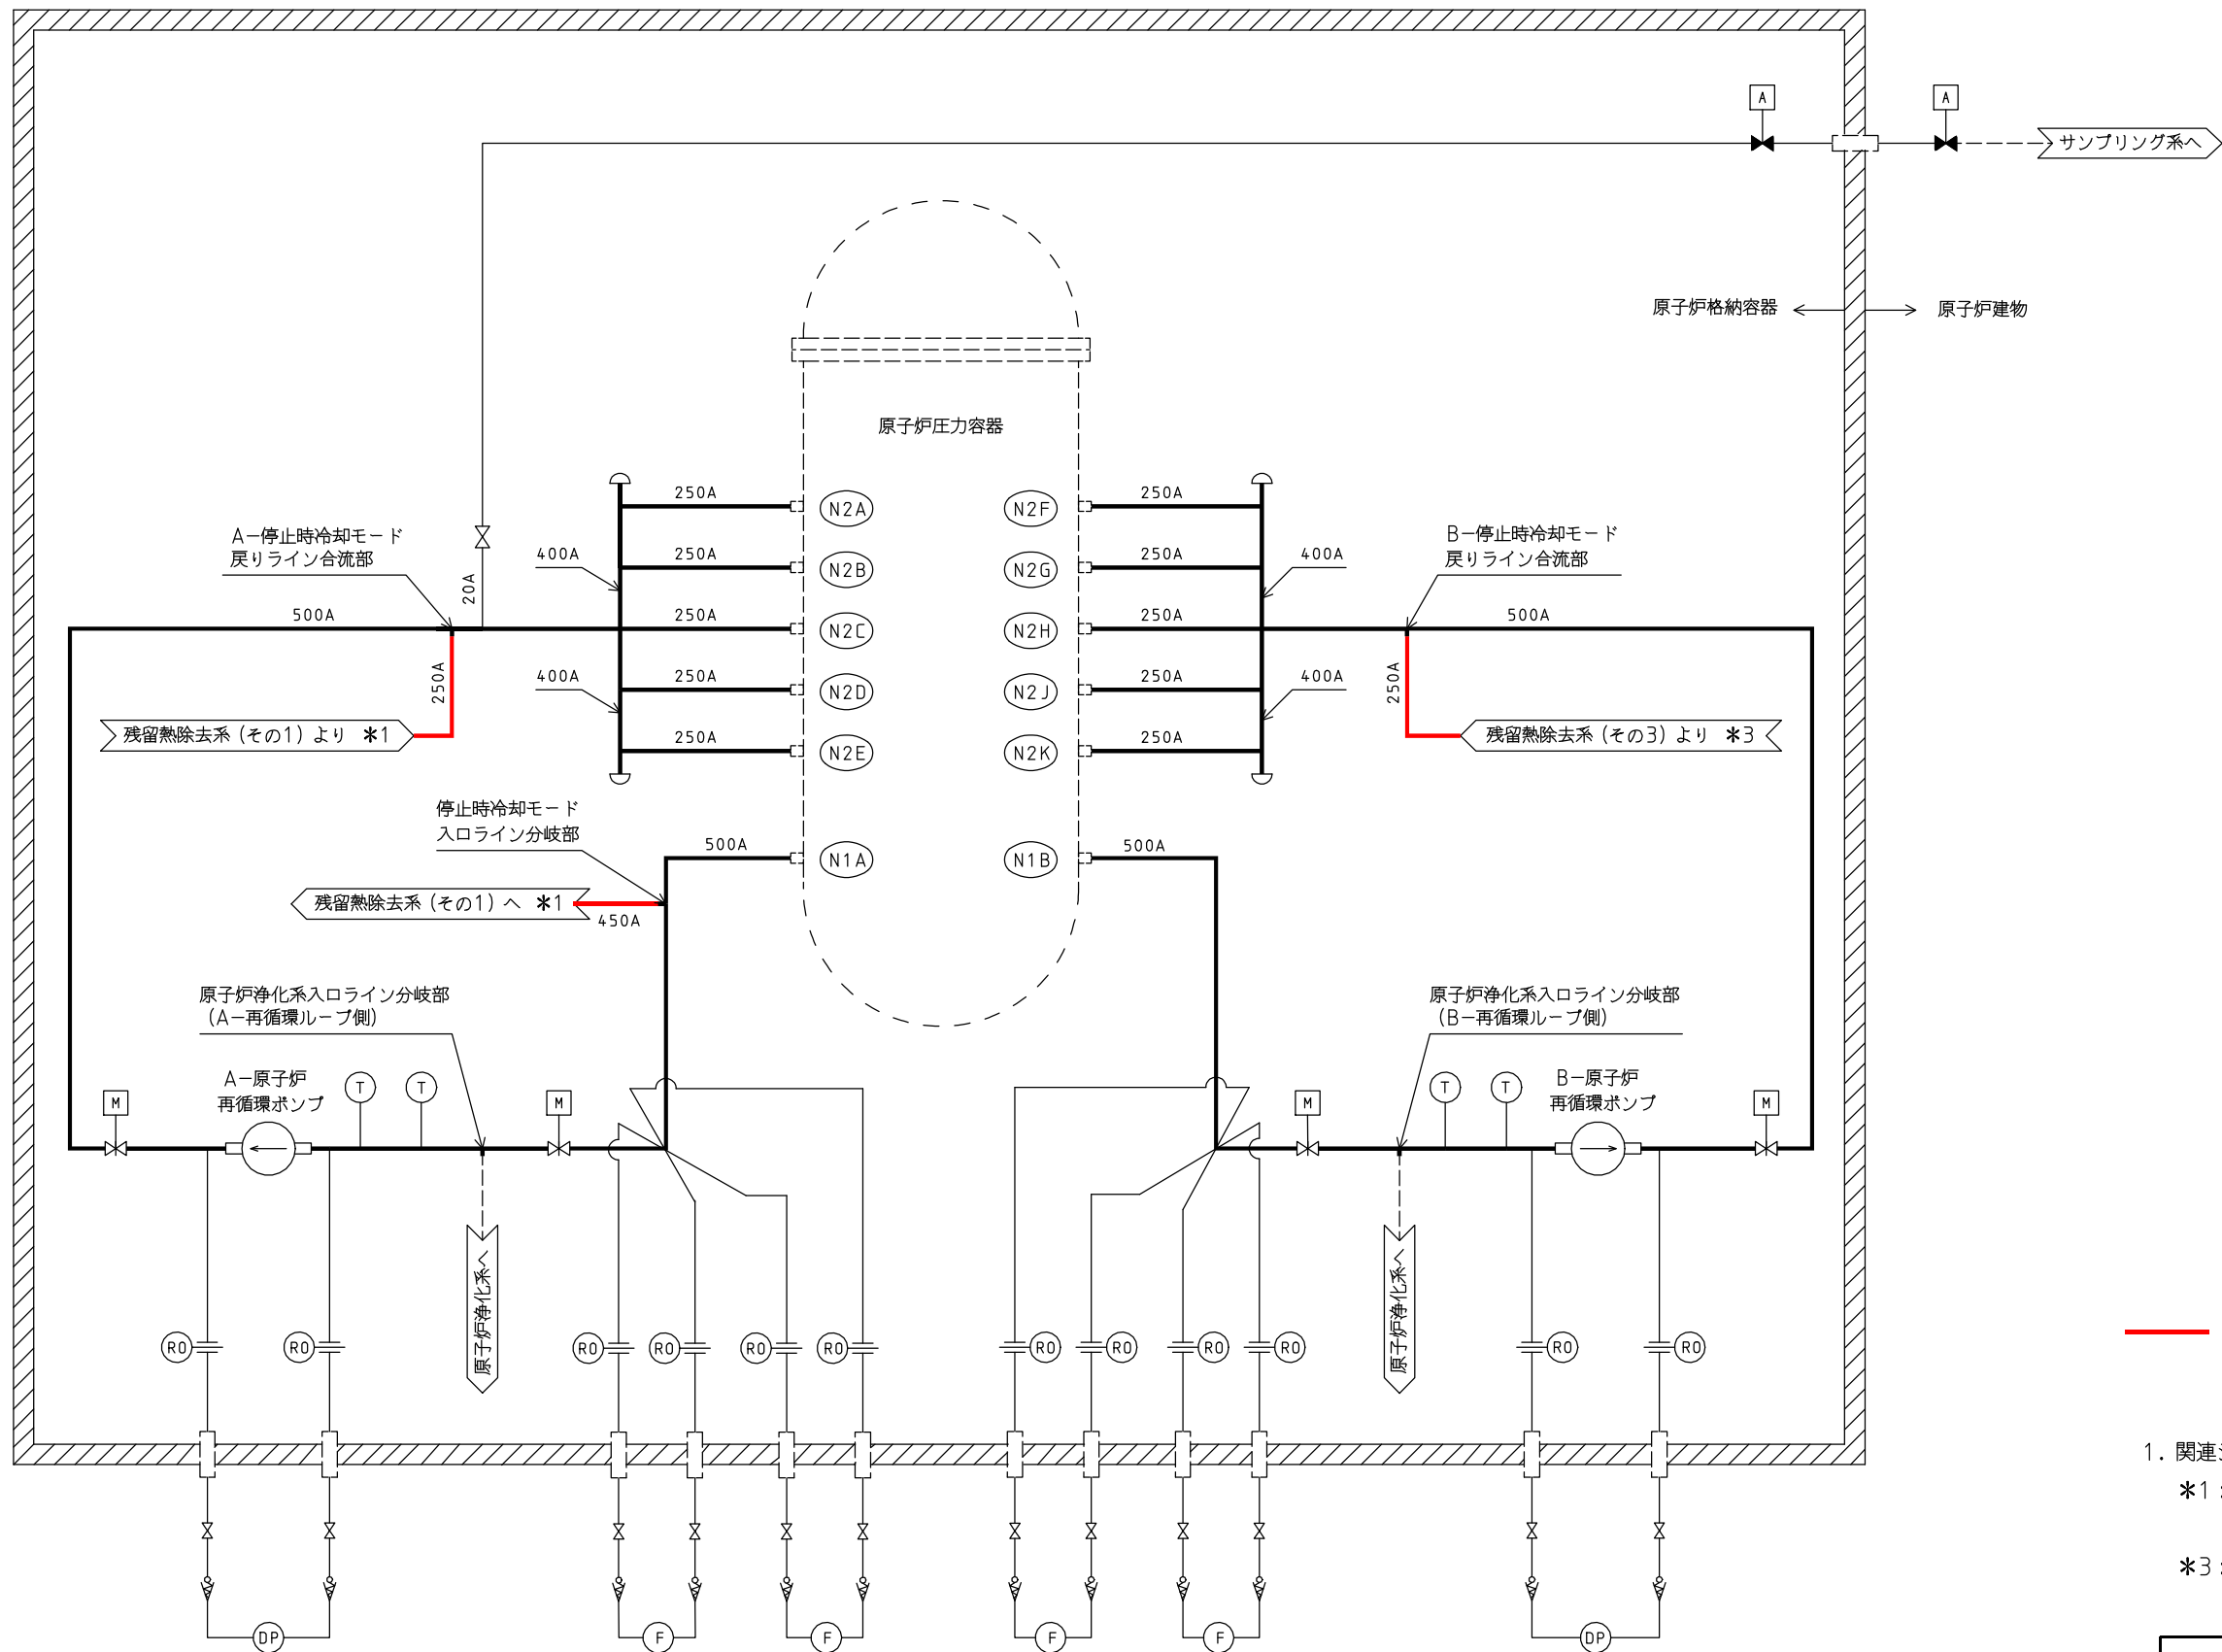 A
A
サンプリング系へ
原子炉格納容器
原子炉建物
原子炉圧力容器
250A
N2A
N2F
250A
A－停止時冷却モード
戻りライン合流部
B－停止時冷却モード
戻りライン合流部
400A
250A
N2B
N2G
250A
400A
20A
500A
250A
N2C
N2H
250A
500A
250A
400A
250A
N2D
N2J
250A
400A
250A
残留熱除去系（その1）より ＊1
250A
N2E
N2K
250A
残留熱除去系（その3）より ＊3
停止時冷却モード
入口ライン分岐部
500A
N1A
N1B
500A
残留熱除去系（その1）へ ＊1
450A
原子炉浄化系入口ライン分岐部
（A－再循環ループ側）
原子炉浄化系入口ライン分岐部
（B－再循環ループ側）
M
A－原子炉
再循環ポンプ
T
T
M
M
T
T
B－原子炉
再循環ポンプ
M
原子炉浄化系へ
原子炉浄化系へ
RO
RO
RO
RO
RO
RO
RO
RO
RO
RO
RO
RO
1．関連
＊1：
＊3：
DP
F
F
F
F
DP